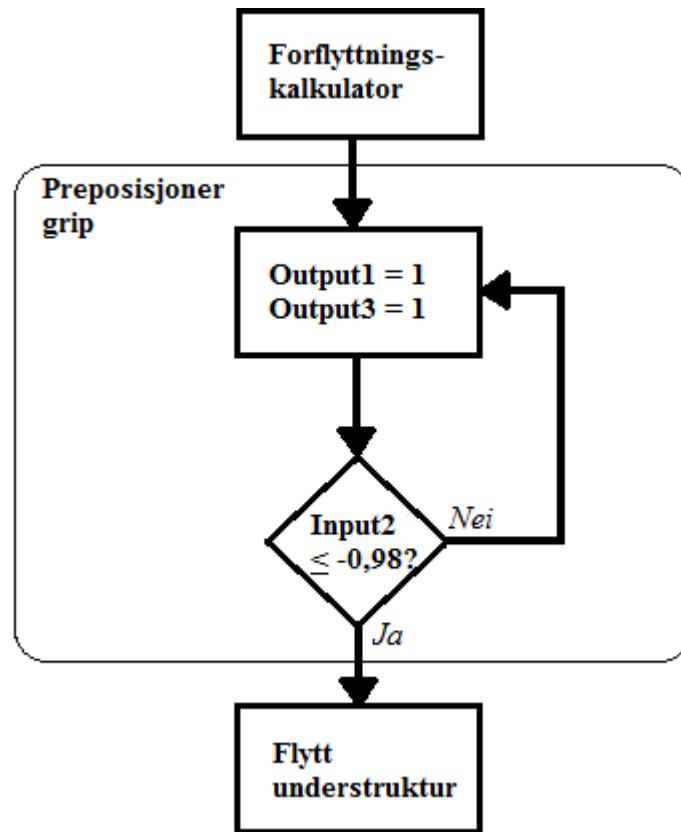 Forflyttnings-
kalkulator
Preposisjoner
grip
Output1 = 1
Output3 = 1
Input2
≤ -0,98?
Nei
Ja
Flytt
understruktur